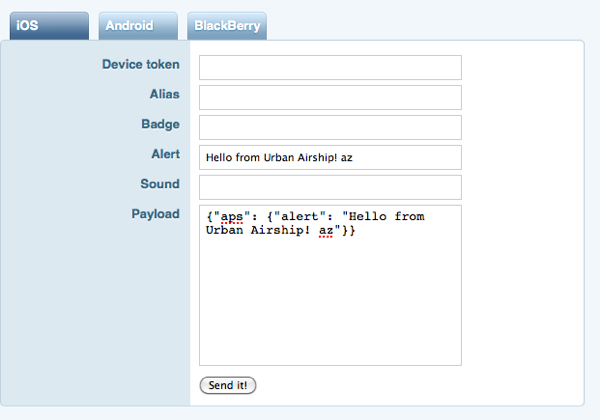 iOS Android BlackBerry
Device token
Alias
Badge
Alert Hello from Urban Airship! az
Sound
Payload {"aps": {"alert": "Hello from
Urban Airship! az"}}
Send it!